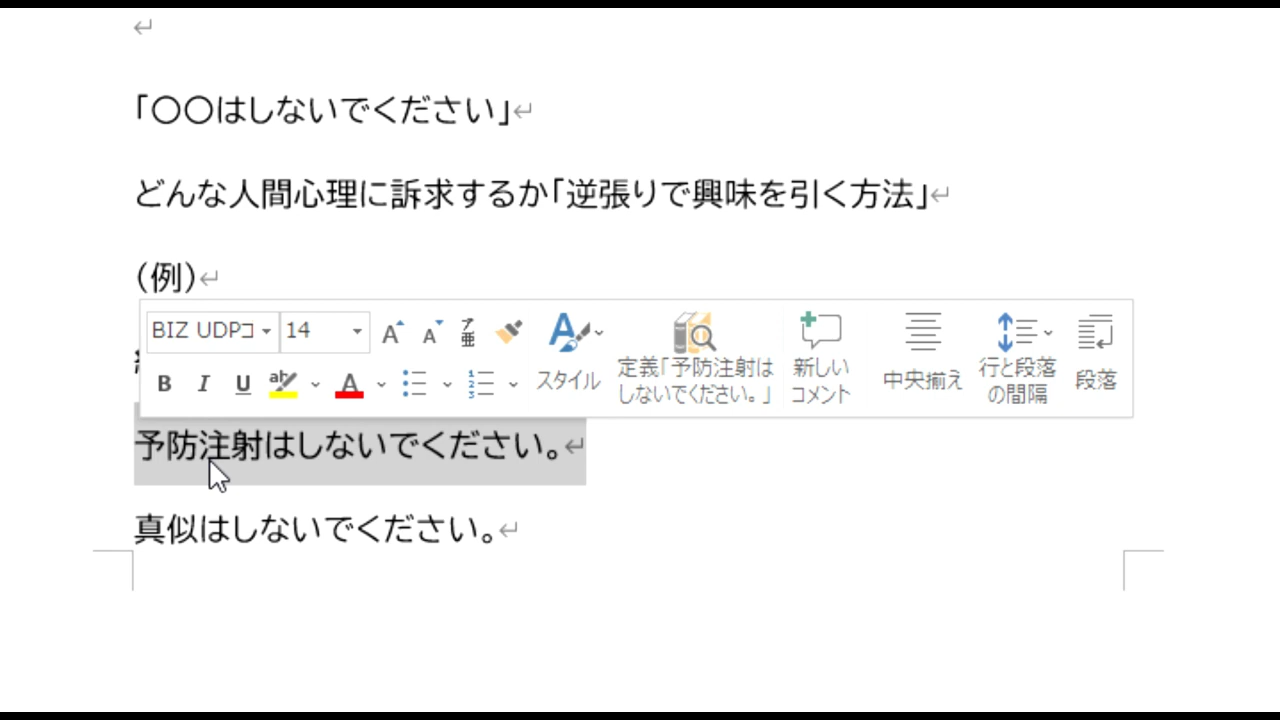 「〇〇はしないでください」
どんな人間心理に訴求するか「逆張りで興味を引く方法」
(例)
BIZ UDPコ 14 A A ア亜
B I U ab A スタイル
定義「予防注射は
しないでください。」
新しい
コメント
中央揃え
行と段落
の間隔
段落
予防注射はしないでください。
真似はしないでください。